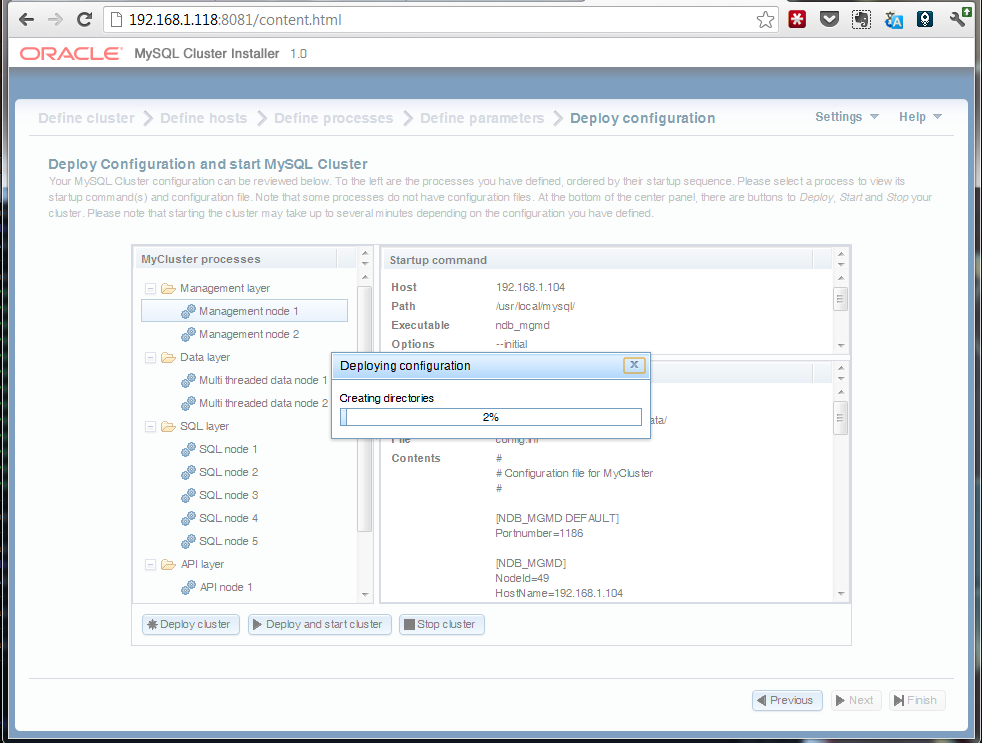 192.168.1.118:8081/content.html
ORACLE MySQL Cluster Installer 1.0
Define cluster Define hosts Define processes Define parameters Deploy configuration Settings Help
Deploy Configuration and start MySQL Cluster
Your MySQL Cluster configuration can be reviewed below. To the left are the processes you have defined, ordered by their startup sequence. Please select a process to view its
startup command(s) and configuration file. Note that some processes do not have configuration files. At the bottom of the center panel, there are buttons to Deploy, Start and Stop your
cluster. Please note that starting the cluster may take up to several minutes depending on the configuration you have defined.
MyCluster processes
Management layer
Management node 1
Management node 2
Data layer
Multi threaded data node 1
Multi threaded data node 2
SQL layer
SQL node 1
SQL node 2
SQL node 3
SQL node 4
SQL node 5
API layer
API node 1
Startup command
Host 192.168.1.104
Path /usr/local/mysql/
Executable ndb_mgmd
Options --initial
Deploying configuration X
Creating directories
2%
ata/
File config.ini
Contents #
# Configuration file for MyCluster
#
[NDB_MGMD DEFAULT]
Portnumber=1186
[NDB_MGMD]
NodeId=49
HostName=192.168.1.104
Deploy cluster Deploy and start cluster Stop cluster
Previous Next Finish